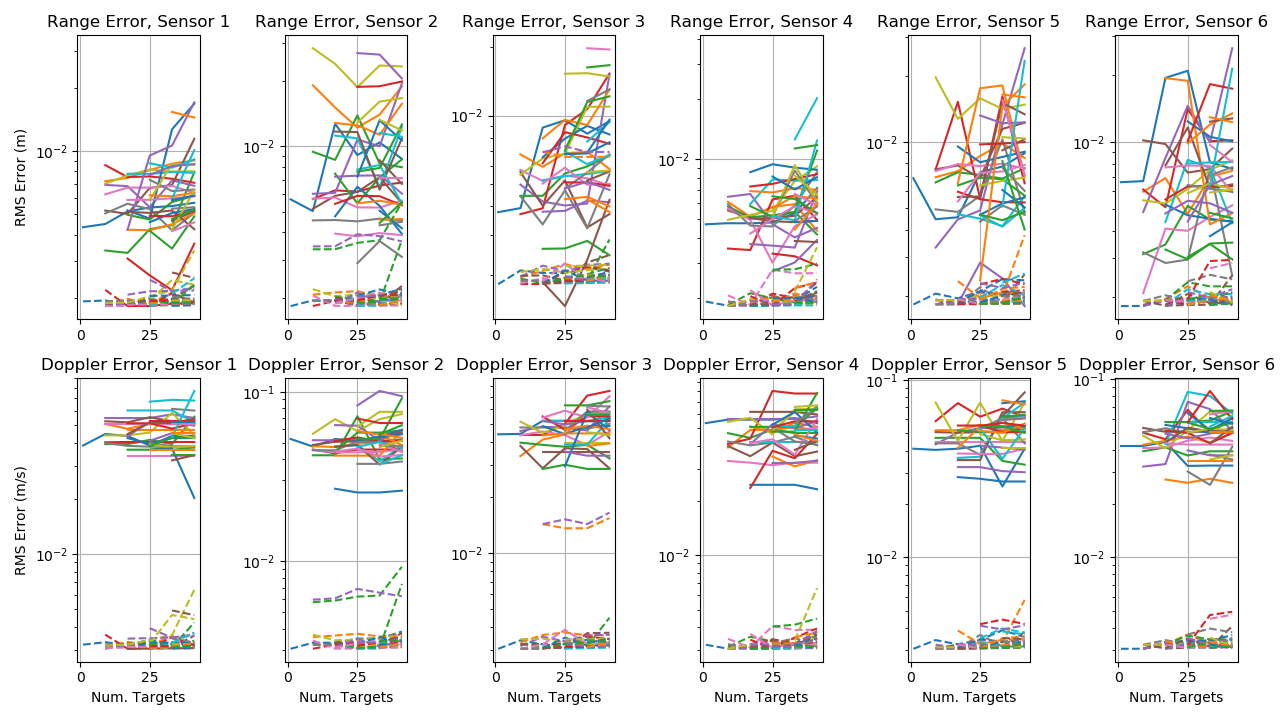 Range Error, Sensor 1 Range Error, Sensor 2 Range Error, Sensor 3 Range Error, Sensor 4 Range Error, Sensor 5 Range Error, Sensor 6
RMS Error (m)
10⁻² 10⁻² 10⁻² 10⁻² 10⁻² 10⁻²
0 25 0 25 0 25 0 25 0 25 0 25
Doppler Error, Sensor 1 Doppler Error, Sensor 2 Doppler Error, Sensor 3 Doppler Error, Sensor 4 Doppler Error, Sensor 5 Doppler Error, Sensor 6
10⁻¹ 10⁻¹ 10⁻¹
RMS Error (m/s)
10⁻² 10⁻² 10⁻² 10⁻² 10⁻² 10⁻²
0 25 0 25 0 25 0 25 0 25 0 25
Num. Targets Num. Targets Num. Targets Num. Targets Num. Targets Num. Targets